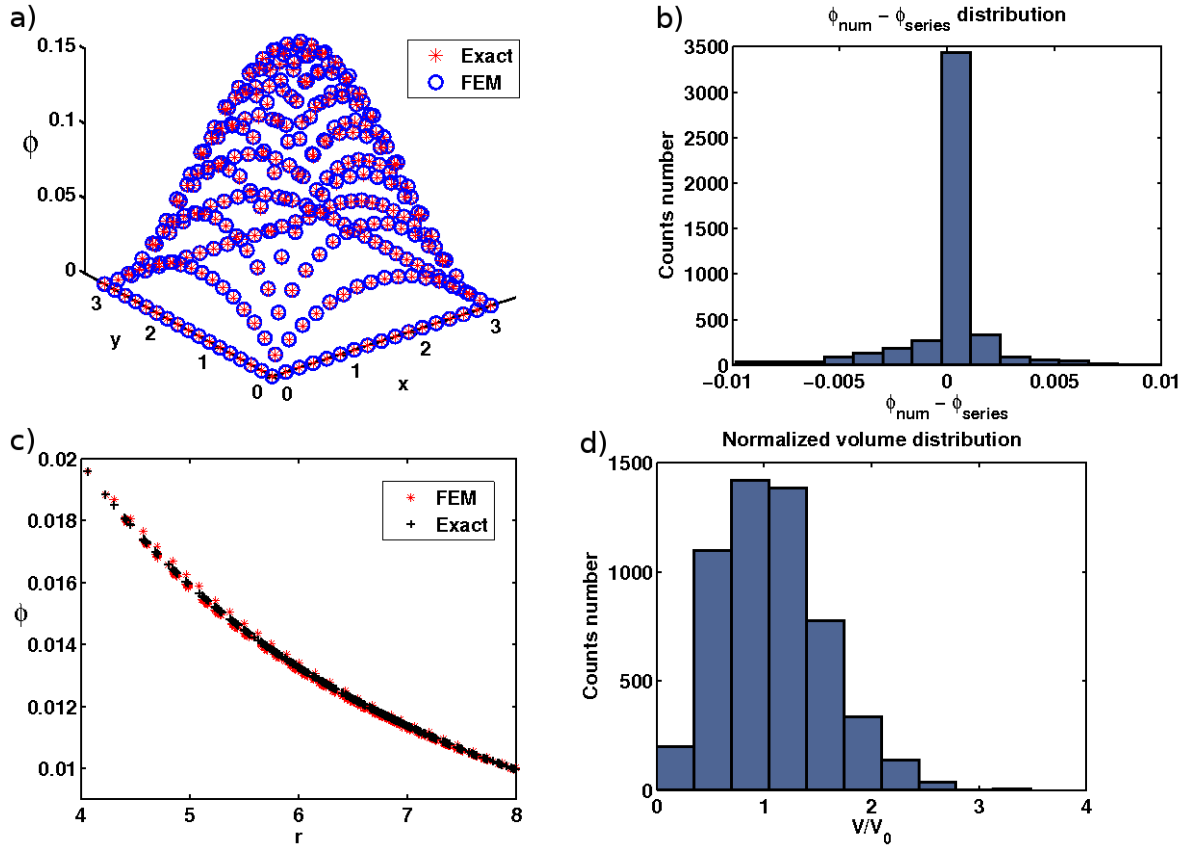 a)
0.15
0.1
0.05
0
ϕ
Exact
FEM
3
2
1
0
y
0
1
2
3
x
b)
ϕnum − ϕseries distribution
3500
3000
2500
2000
1500
1000
500
0
Counts number
−0.01
−0.005
0
0.005
0.01
ϕnum − ϕseries
c)
0.02
0.018
0.016
0.014
0.012
0.01
ϕ
FEM
Exact
4
5
6
7
8
r
d)
Normalized volume distribution
1500
1000
500
0
Counts number
0
1
2
3
4
V/V0